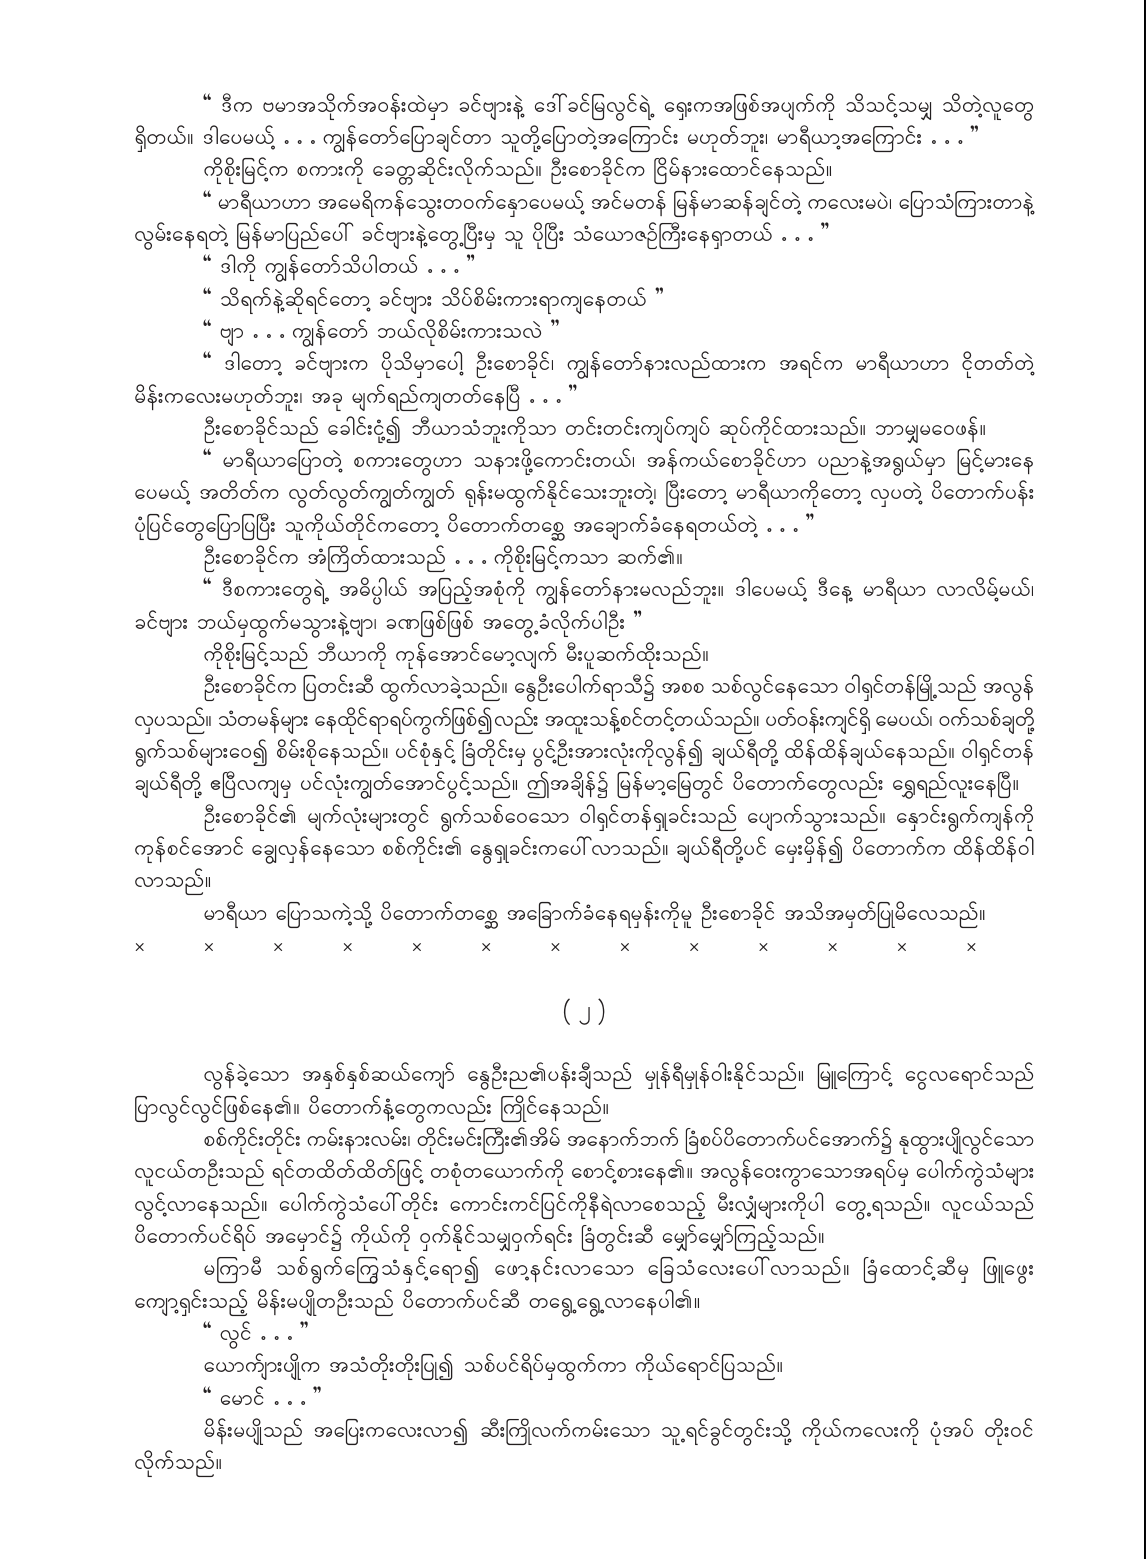 “ ဒီက ဗမာအသိုက်အဝန်းထဲမှာ ခင်ဗျားနဲ့ ဒေါ်ခင်မြလွင်ရဲ့ ရှေးကအဖြစ်အပျက်ကို သိသင့်သမျှ သိတဲ့လူတွေ
ရှိတယ်။ ဒါပေမယ့် . . . ကျွန်တော်ပြောချင်တာ သူတို့ပြောတဲ့အကြောင်း မဟုတ်ဘူး၊ မာရီယာ့အကြောင်း . . . ”
ကိုစိုးမြင့်က စကားကို ခေတ္တဆိုင်းလိုက်သည်။ ဦးစောခိုင်က ငြိမ်နားထောင်နေသည်။
“ မာရီယာဟာ အမေရိကန်သွေးတဝက်နှောပေမယ့် အင်မတန် မြန်မာဆန်ချင်တဲ့ ကလေးမပဲ၊ ပြောသံကြားတာနဲ့
လွမ်းနေရတဲ့ မြန်မာပြည်ပေါ် ခင်ဗျားနဲ့တွေ့ပြီးမှ သူ ပိုပြီး သံယောဇဉ်ကြီးနေရှာတယ် . . . ”
“ ဒါကို ကျွန်တော်သိပါတယ် . . . ”
“ သိရက်နဲ့ဆိုရင်တော့ ခင်ဗျား သိပ်စိမ်းကားရာကျနေတယ် ”
“ ဗျာ . . . ကျွန်တော် ဘယ်လိုစိမ်းကားသလဲ ”
“ ဒါတော့ ခင်ဗျားက ပိုသိမှာပေါ့ ဦးစောခိုင်၊ ကျွန်တော်နားလည်ထားက အရင်က မာရီယာဟာ ငိုတတ်တဲ့
မိန်းကလေးမဟုတ်ဘူး၊ အခု မျက်ရည်ကျတတ်နေပြီ . . . ”
ဦးစောခိုင်သည် ခေါင်းငုံ့၍ ဘီယာသံဘူးကိုသာ တင်းတင်းကျပ်ကျပ် ဆုပ်ကိုင်ထားသည်။ ဘာမျှမဝေဖန်။
“ မာရီယာပြောတဲ့ စကားတွေဟာ သနားဖို့ကောင်းတယ်၊ အန်ကယ်စောခိုင်ဟာ ပညာနဲ့အရွယ်မှာ မြင့်မားနေ
ပေမယ့် အတိတ်က လွတ်လွတ်ကျွတ်ကျွတ် ရုန်းမထွက်နိုင်သေးဘူးတဲ့၊ ပြီးတော့ မာရီယာကိုတော့ လှပတဲ့ ပိတောက်ပန်း
ပုံပြင်တွေပြောပြပြီး သူကိုယ်တိုင်ကတော့ ပိတောက်တစ္ဆေ အချောက်ခံနေရတယ်တဲ့ . . . ”
ဦးစောခိုင်က အံကြိတ်ထားသည် . . . ကိုစိုးမြင့်ကသာ ဆက်၏။
“ ဒီစကားတွေရဲ့ အဓိပ္ပါယ် အပြည့်အစုံကို ကျွန်တော်နားမလည်ဘူး။ ဒါပေမယ့် ဒီနေ့ မာရီယာ လာလိမ့်မယ်၊
ခင်ဗျား ဘယ်မှထွက်မသွားနဲ့ဗျာ၊ ခဏဖြစ်ဖြစ် အတွေ့ခံလိုက်ပါဦး ”
ကိုစိုးမြင့်သည် ဘီယာကို ကုန်အောင်မော့လျက် မီးပူဆက်ထိုးသည်။
ဦးစောခိုင်က ပြတင်းဆီ ထွက်လာခဲ့သည်။ နွေဦးပေါက်ရာသီ၌ အစစ သစ်လွင်နေသော ဝါရှင်တန်မြို့သည် အလွန်
လှပသည်။ သံတမန်များ နေထိုင်ရာရပ်ကွက်ဖြစ်၍လည်း အထူးသန့်စင်တင့်တယ်သည်။ ပတ်ဝန်းကျင်ရှိ မေပယ်၊ ဝက်သစ်ချတို့
ရွက်သစ်များဝေ၍ စိမ်းစိုနေသည်။ ပင်စုံနှင့် ခြံတိုင်းမှ ပွင့်ဦးအားလုံးကိုလွန်၍ ချယ်ရီတို့ ထိန်ထိန်ချယ်နေသည်။ ဝါရှင်တန်
ချယ်ရီတို့ ဧပြီလကျမှ ပင်လုံးကျွတ်အောင်ပွင့်သည်။ ဤအချိန်၌ မြန်မာ့မြေတွင် ပိတောက်တွေလည်း ရွှေရည်လူးနေပြီ။
ဦးစောခိုင်၏ မျက်လုံးများတွင် ရွက်သစ်ဝေသော ဝါရှင်တန်ရှုခင်းသည် ပျောက်သွားသည်။ နှောင်းရွက်ကျန်ကို
ကုန်စင်အောင် ချွေလှန်နေသော စစ်ကိုင်း၏ နွေရှုခင်းကပေါ်လာသည်။ ချယ်ရီတို့ပင် မှေးမှိန်၍ ပိတောက်က ထိန်ထိန်ဝါ
လာသည်။
မာရီယာ ပြောသကဲ့သို့ ပိတောက်တစ္ဆေ အခြောက်ခံနေရမှန်းကိုမူ ဦးစောခိုင် အသိအမှတ်ပြုမိလေသည်။
× × × × × × × × × × × × ×
( ၂ )
လွန်ခဲ့သော အနှစ်နှစ်ဆယ်ကျော် နွေဦးည၏ပန်းချီသည် မှုန်ရီမှုန်ဝါးနိုင်သည်။ မြူကြောင့် ငွေလရောင်သည်
ပြာလွင်လွင်ဖြစ်နေ၏။ ပိတောက်နံ့တွေကလည်း ကြိုင်နေသည်။
စစ်ကိုင်းတိုင်း ကမ်းနားလမ်း၊ တိုင်းမင်းကြီး၏အိမ် အနောက်ဘက် ခြံစပ်ပိတောက်ပင်အောက်၌ နုထွားပျိုလွင်သော
လူငယ်တဦးသည် ရင်တထိတ်ထိတ်ဖြင့် တစုံတယောက်ကို စောင့်စားနေ၏။ အလွန်ဝေးကွာသောအရပ်မှ ပေါက်ကွဲသံများ
လွင့်လာနေသည်။ ပေါက်ကွဲသံပေါ်တိုင်း ကောင်းကင်ပြင်ကိုနီရဲလာစေသည့် မီးလျှံများကိုပါ တွေ့ရသည်။ လူငယ်သည်
ပိတောက်ပင်ရိပ် အမှောင်၌ ကိုယ်ကို ဝှက်နိုင်သမျှဝှက်ရင်း ခြံတွင်းဆီ မျှော်မျှော်ကြည့်သည်။
မကြာမီ သစ်ရွက်ကြွေသံနှင့်ရော၍ ဖော့နင်းလာသော ခြေသံလေးပေါ်လာသည်။ ခြံထောင့်ဆီမှ ဖြူဖွေး
ကျော့ရှင်းသည့် မိန်းမပျိုတဦးသည် ပိတောက်ပင်ဆီ တရွေ့ရွေ့လာနေပါ၏။
“ လွင် . . . ”
ယောက်ျားပျိုက အသံတိုးတိုးပြု၍ သစ်ပင်ရိပ်မှထွက်ကာ ကိုယ်ရောင်ပြသည်။
“ မောင် . . . ”
မိန်းမပျိုသည် အပြေးကလေးလာ၍ ဆီးကြိုလက်ကမ်းသော သူ့ရင်ခွင်တွင်းသို့ ကိုယ်ကလေးကို ပုံအပ် တိုးဝင်
လိုက်သည်။